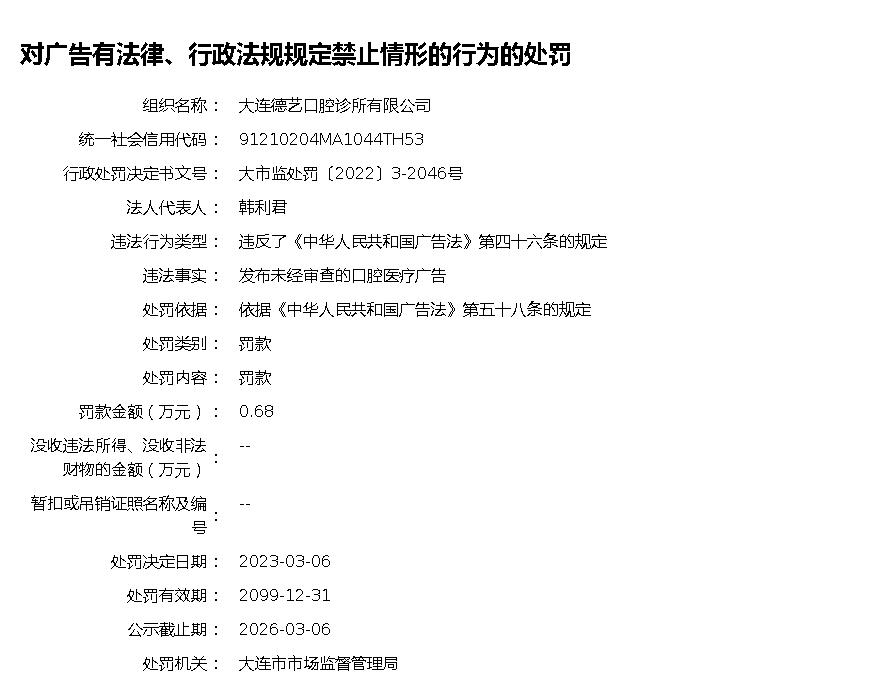 对广告有法律、行政法规规定禁止情形的行为的处罚
组织名称： 大连德艺口腔诊所有限公司
统一社会信用代码： 91210204MA1044TH53
行政处罚决定书文号： 大市监处罚〔2022〕3-2046号
法人代表人： 韩利君
违法行为类型： 违反了《中华人民共和国广告法》第四十六条的规定
违法事实： 发布未经审查的口腔医疗广告
处罚依据： 依据《中华人民共和国广告法》第五十八条的规定
处罚类别： 罚款
处罚内容： 罚款
罚款金额（万元）： 0.68
没收违法所得、没收非法
财物的金额（万元）： --
暂扣或吊销证照名称及编
号： --
处罚决定日期： 2023-03-06
处罚有效期： 2099-12-31
公示截止期： 2026-03-06
处罚机关： 大连市市场监督管理局